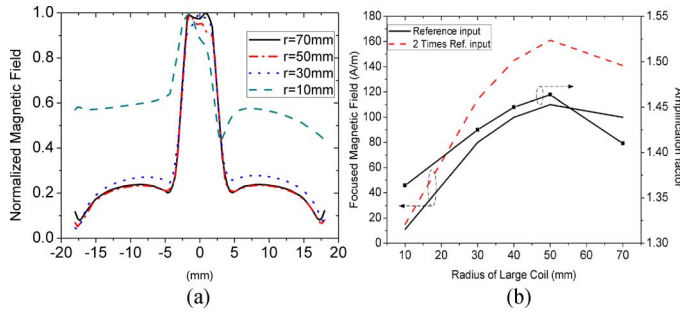 (a)
Normalized Magnetic Field
1.0
0.8
0.6
0.4
0.2
0.0
r=70mm
r=50mm
r=30mm
r=10mm
-20 -15 -10 -5 0 5 10 15 20
(mm)
(a)
(b)
Focused Magnetic Field (A/m)
180
160
140
120
100
80
60
40
20
0
Reference input
2 Times Ref. input
1.55
1.50
1.45
1.40
1.35
1.30
Amplification factor
10 20 30 40 50 60 70
Radius of Large Coil (mm)
(b)